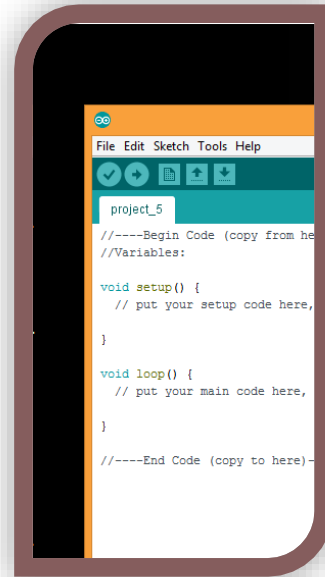 File Edit Sketch Tools Help
project_5
//----Begin Code (copy from he
//Variables:
void setup() {
// put your setup code here,
}
void loop() {
// put your main code here,
}
//----End Code (copy to here)-